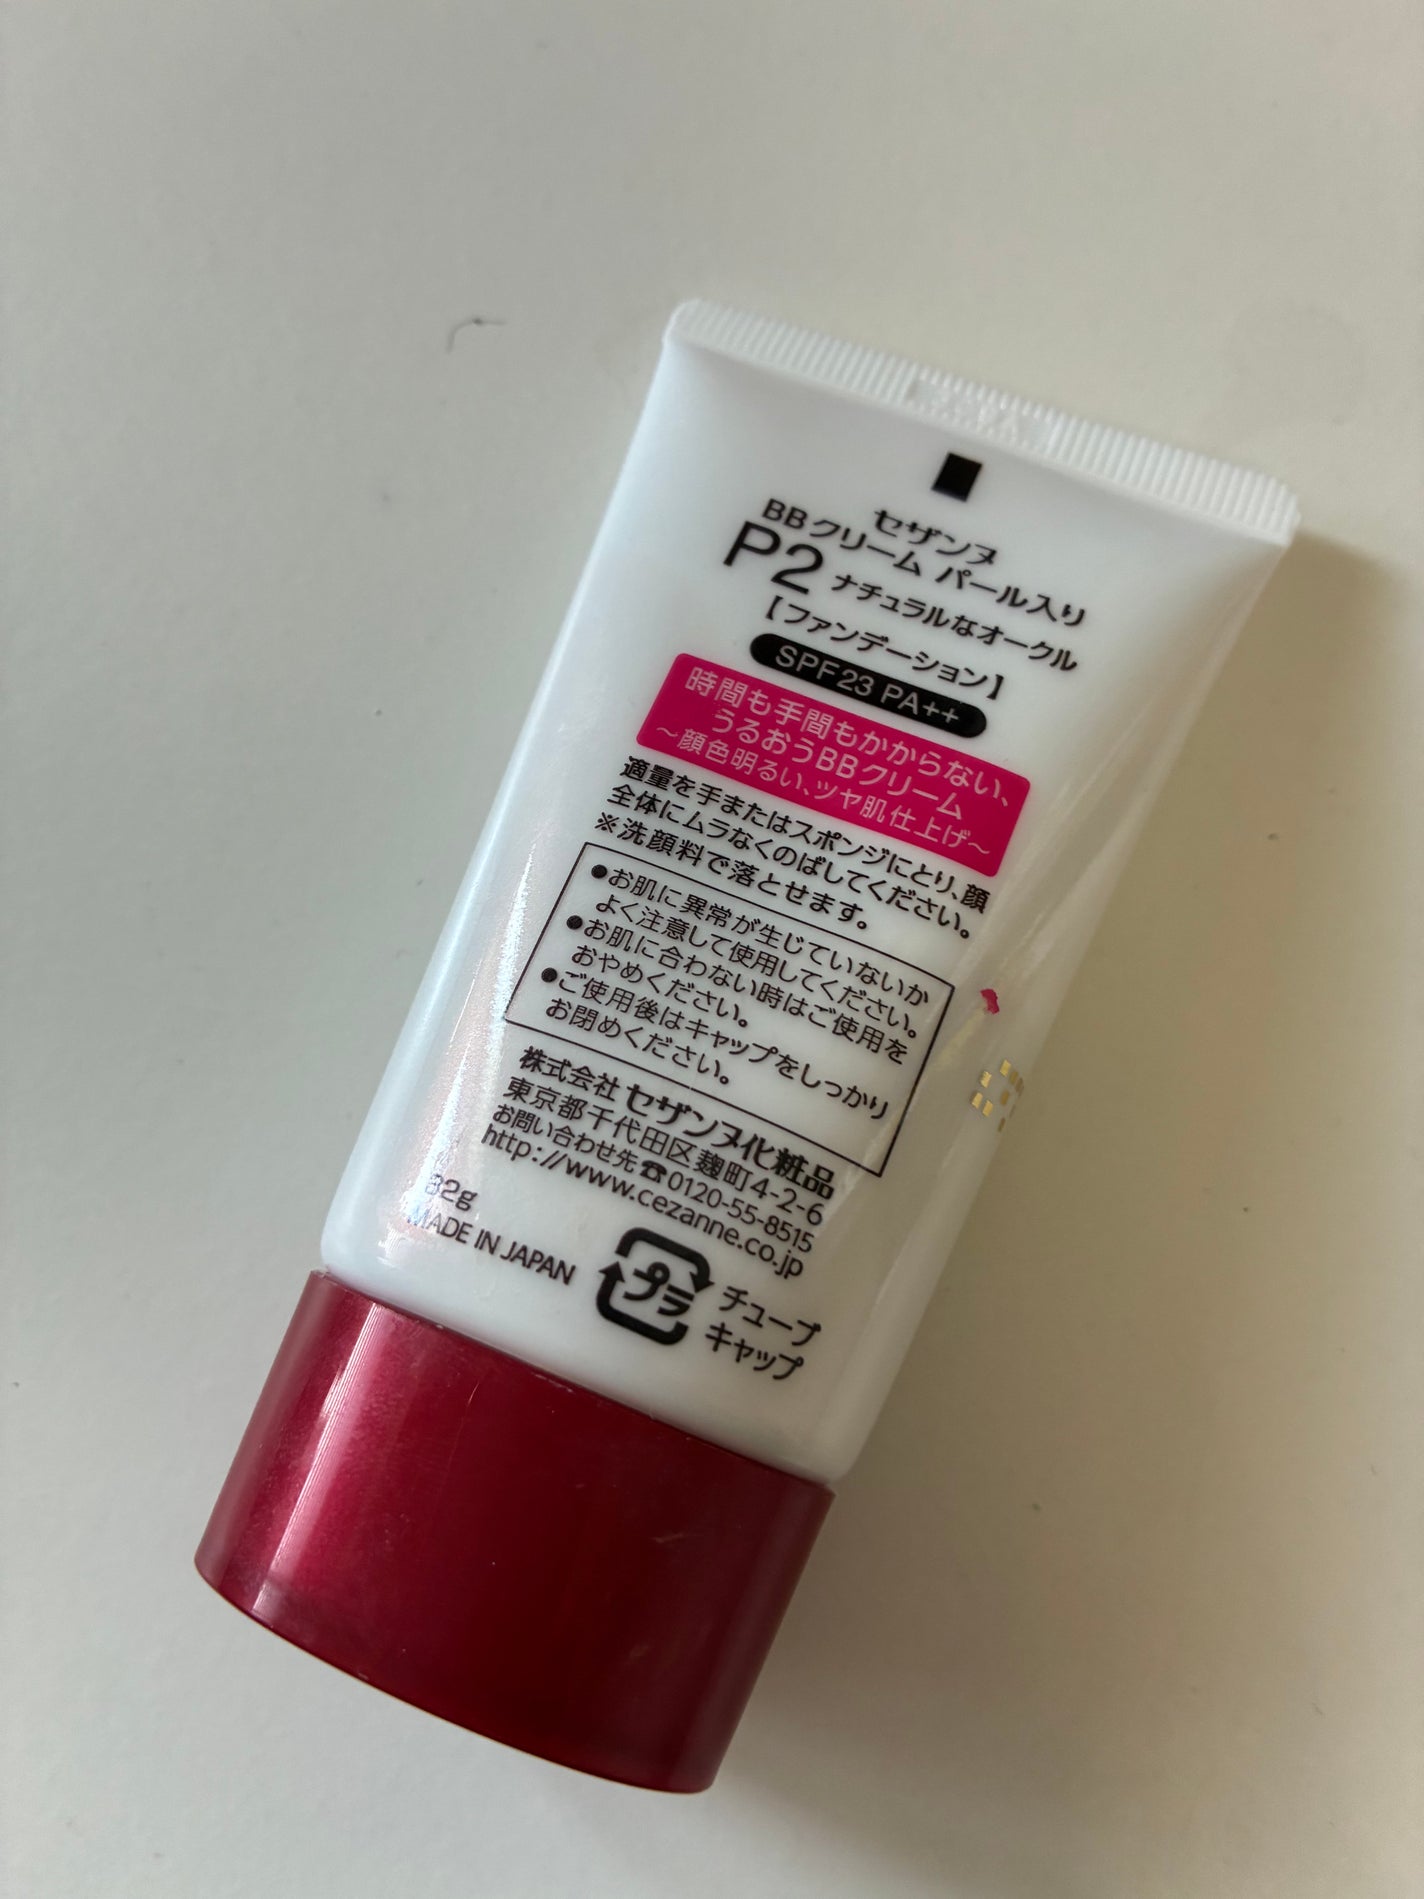 セザンヌ
BBクリーム パール入り
P2 ナチュラルなオークル
【ファンデーション】
SPF23 PA++
時間も手間もかからない、
うるおうBBクリーム
～顔色明るい、ツヤ肌仕上げ～
適量を手またはスポンジにとり、顔
全体にムラなくのばしてください。
※洗顔料で落とせます。
●お肌に異常が生じていないか
よく注意して使用してください。
●お肌に合わない時はご使用を
おやめください。
●ご使用後はキャップをしっかり
お閉めください。
株式会社 セザンヌ化粧品
東京都千代田区麹町4-2-6
お問い合わせ先☎0120-55-8515
http://www.cezanne.co.jp
MADE IN JAPAN
プラ
チューブ
キャップ